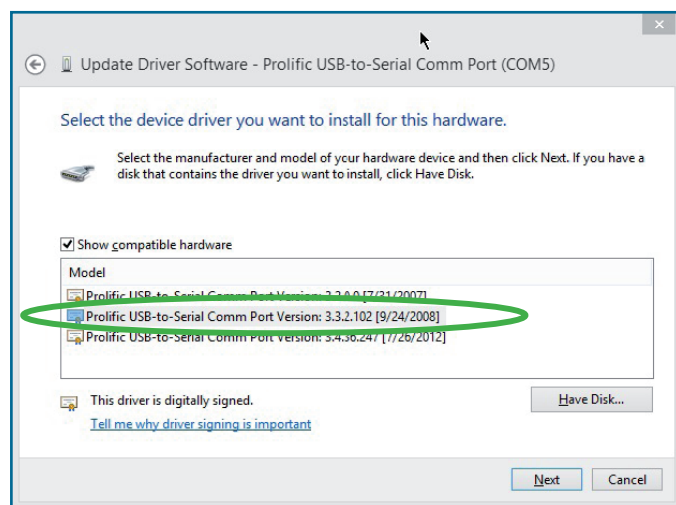 Update Driver Software - Prolific USB-to-Serial Comm Port (COM5)
Select the device driver you want to install for this hardware.
Select the manufacturer and model of your hardware device and then click Next. If you have a
disk that contains the driver you want to install, click Have Disk.
Show compatible hardware
Model
Prolific USB-to-Serial Comm Port Version: [7/31/2007]
Prolific USB-to-Serial Comm Port Version: 3.3.2.102 [9/24/2008]
Prolific USB-to-Serial Comm Port Version: 3.4.36.247 [7/26/2012]
This driver is digitally signed.
Have Disk...
Tell me why driver signing is important
Next
Cancel